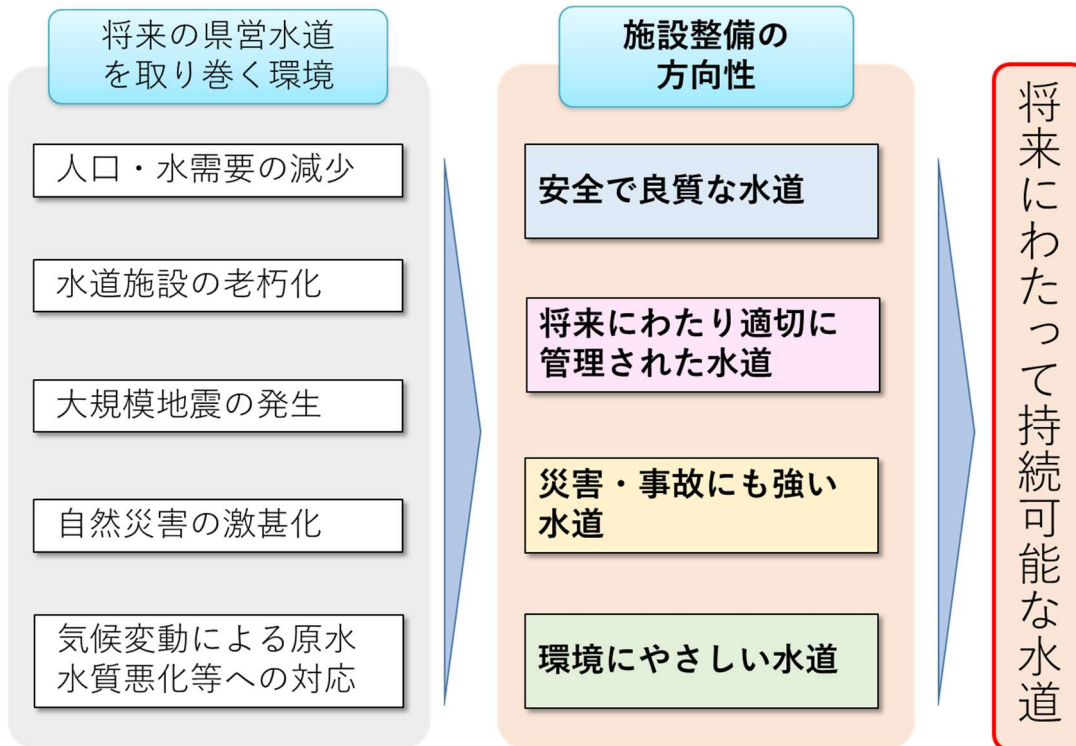 将来の県営水道
を取り巻く環境
人口・水需要の減少
水道施設の老朽化
大規模地震の発生
自然災害の激甚化
気候変動による原水
水質悪化等への対応
施設整備の
方向性
安全で良質な水道
将来にわたり適切に
管理された水道
災害・事故にも強い
水道
環境にやさしい水道
将来にわたって持続可能な水道